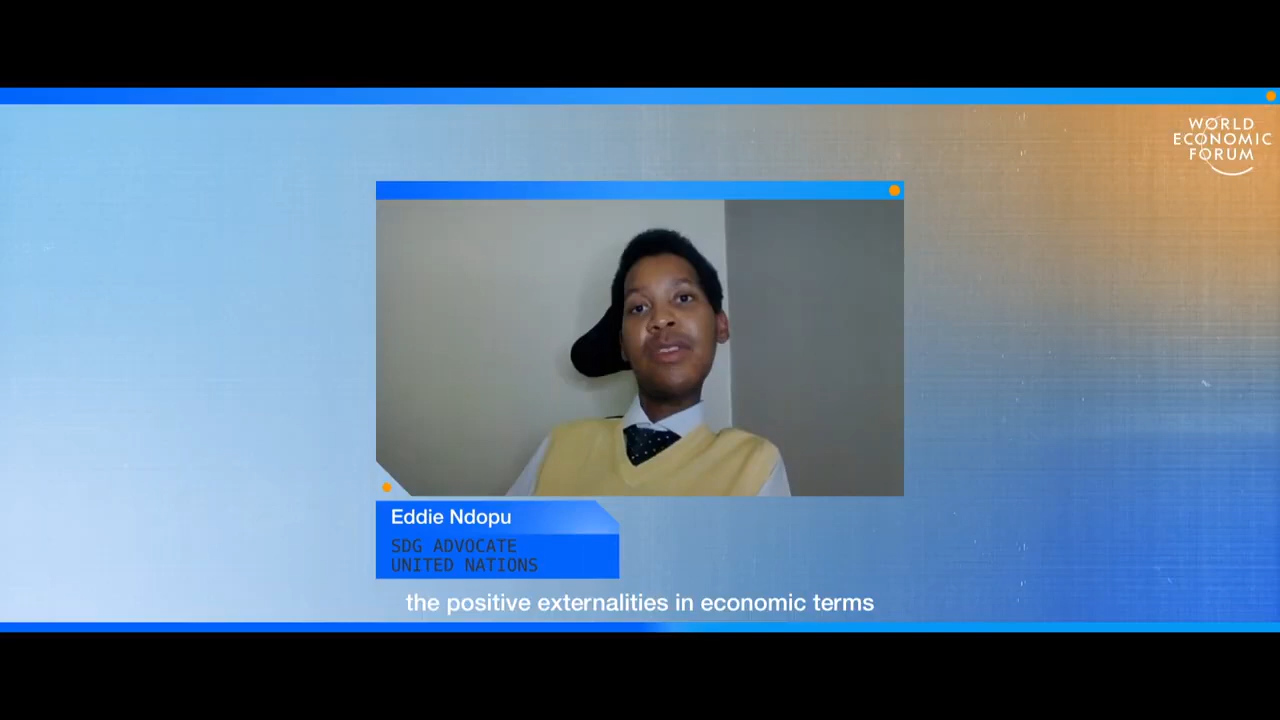 WORLD
ECONOMIC
FORUM
Eddie Ndopu
SDG ADVOCATE
UNITED NATIONS
the positive externalities in economic terms